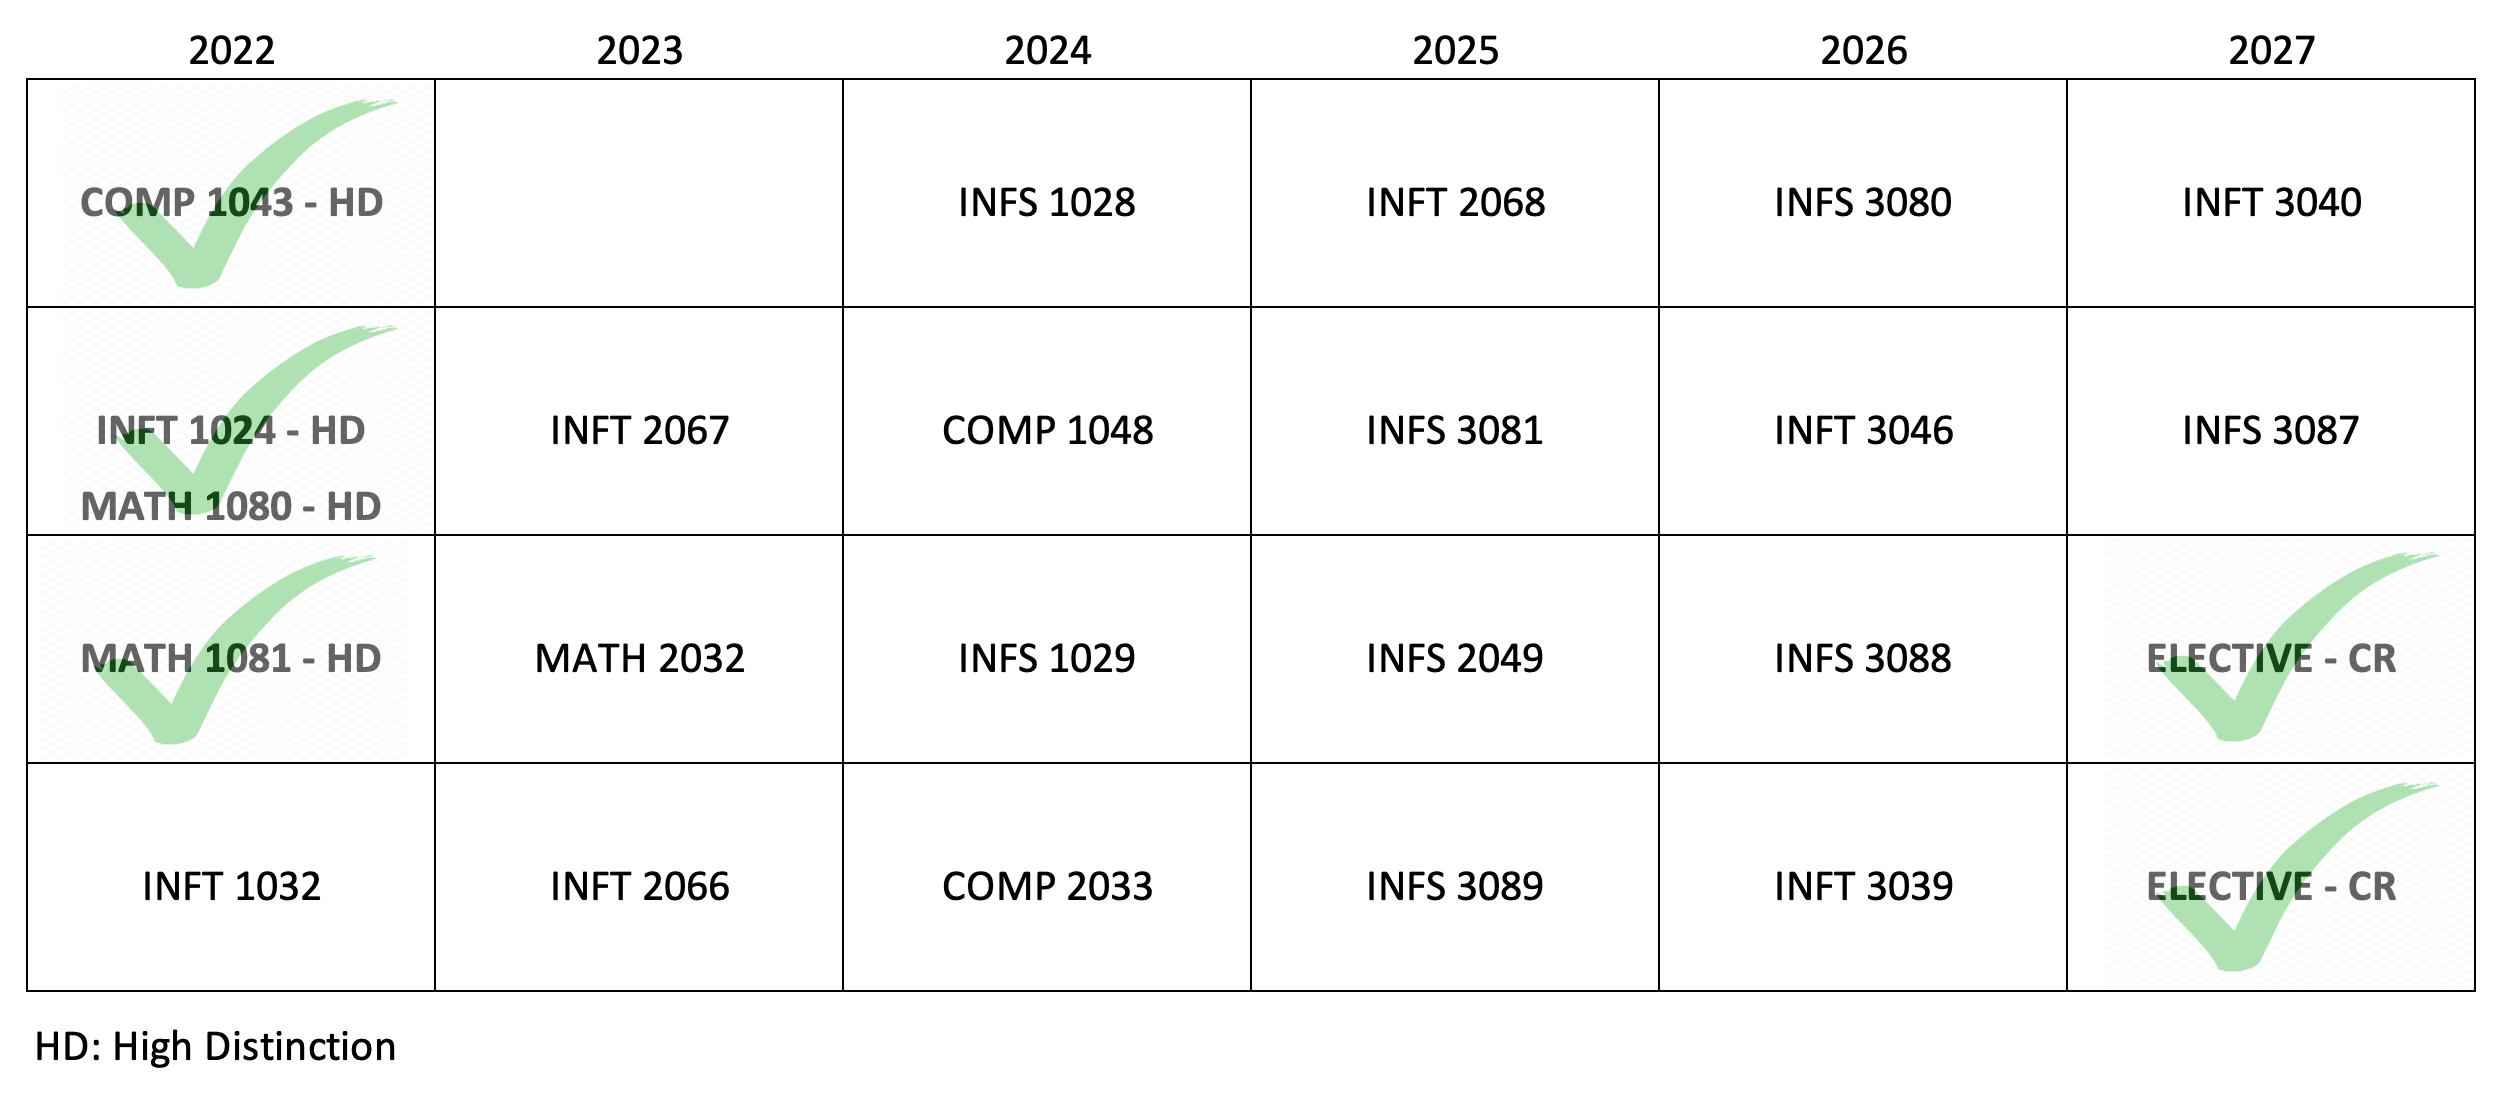 2022 2023 2024 2025 2026 2027
COMP 1043 - HD INFS 1028 INFT 2068 INFS 3080 INFT 3040
INFT 1024 - HD INFT 2067 COMP 1048 INFS 3081 INFT 3046 INFS 3087
MATH 1080 - HD
MATH 1081 - HD MATH 2032 INFS 1029 INFS 2049 INFS 3088 ELECTIVE - CR
INFT 1032 INFT 2066 COMP 2033 INFS 3089 INFT 3039 ELECTIVE - CR
HD: High Distinction